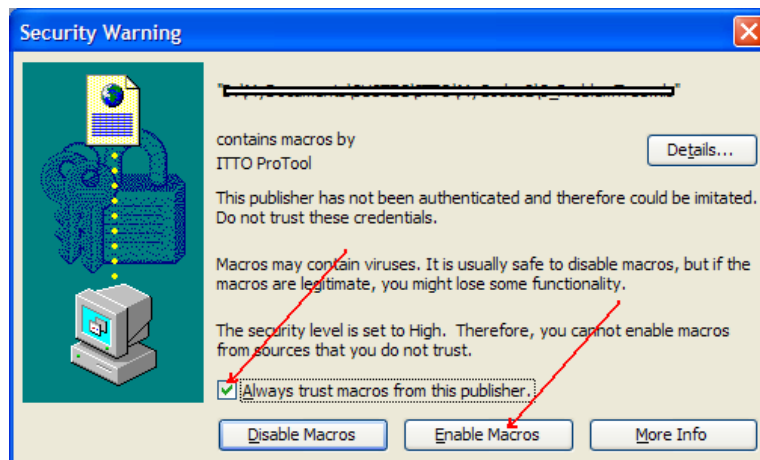 Security Warning
contains macros by
ITTO ProTool
Details...
This publisher has not been authenticated and therefore could be imitated.
Do not trust these credentials.
Macros may contain viruses. It is usually safe to disable macros, but if the
macros are legitimate, you might lose some functionality.
The security level is set to High. Therefore, you cannot enable macros
from sources that you do not trust.
Always trust macros from this publisher.
Disable Macros
Enable Macros
More Info